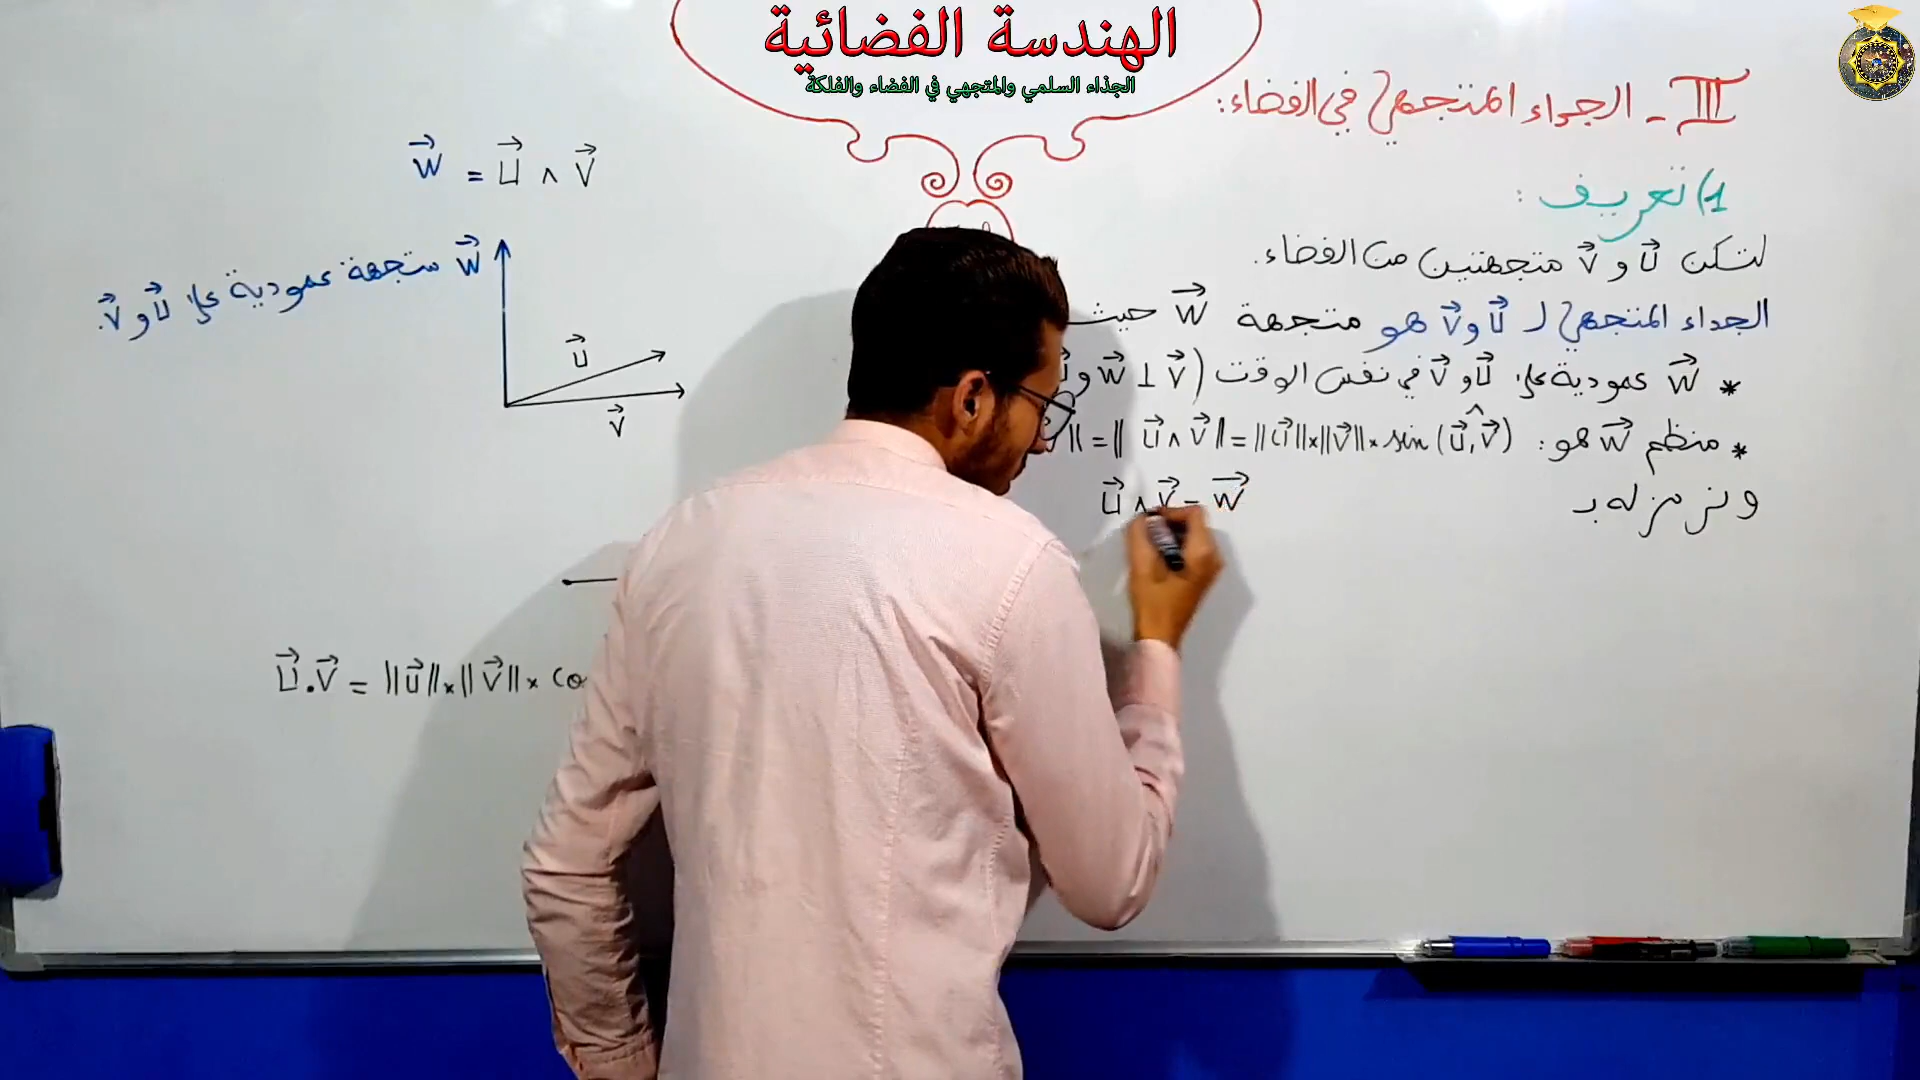 الهندسة الفضائية
الجذاء السلمي والمتجهي في الفضاء والفلكة
III - الجداء المتجهي في الفضاء:
1) تعريف:
لتكن U⃗ و V⃗ متجهتين من الفضاء.
الجداء المتجهي ل U⃗ و V⃗ هو متجهة W⃗ حيث
* W⃗ عمودية على U⃗ و V⃗ في نفس الوقت (W⃗ ⊥ V⃗ و
* منظم W⃗ هو: ‖ = ‖U⃗ ∧ V⃗‖ = ‖U⃗‖×‖V⃗‖×sin(U⃗,V⃗)
ونرمز له بـ U⃗ ∧ V⃗ = W⃗
W⃗ = U⃗ ∧ V⃗
W⃗ متجهة عمودية على U⃗ و V⃗.
U⃗
V⃗
U⃗.V⃗ = ‖U⃗‖×‖V⃗‖× co